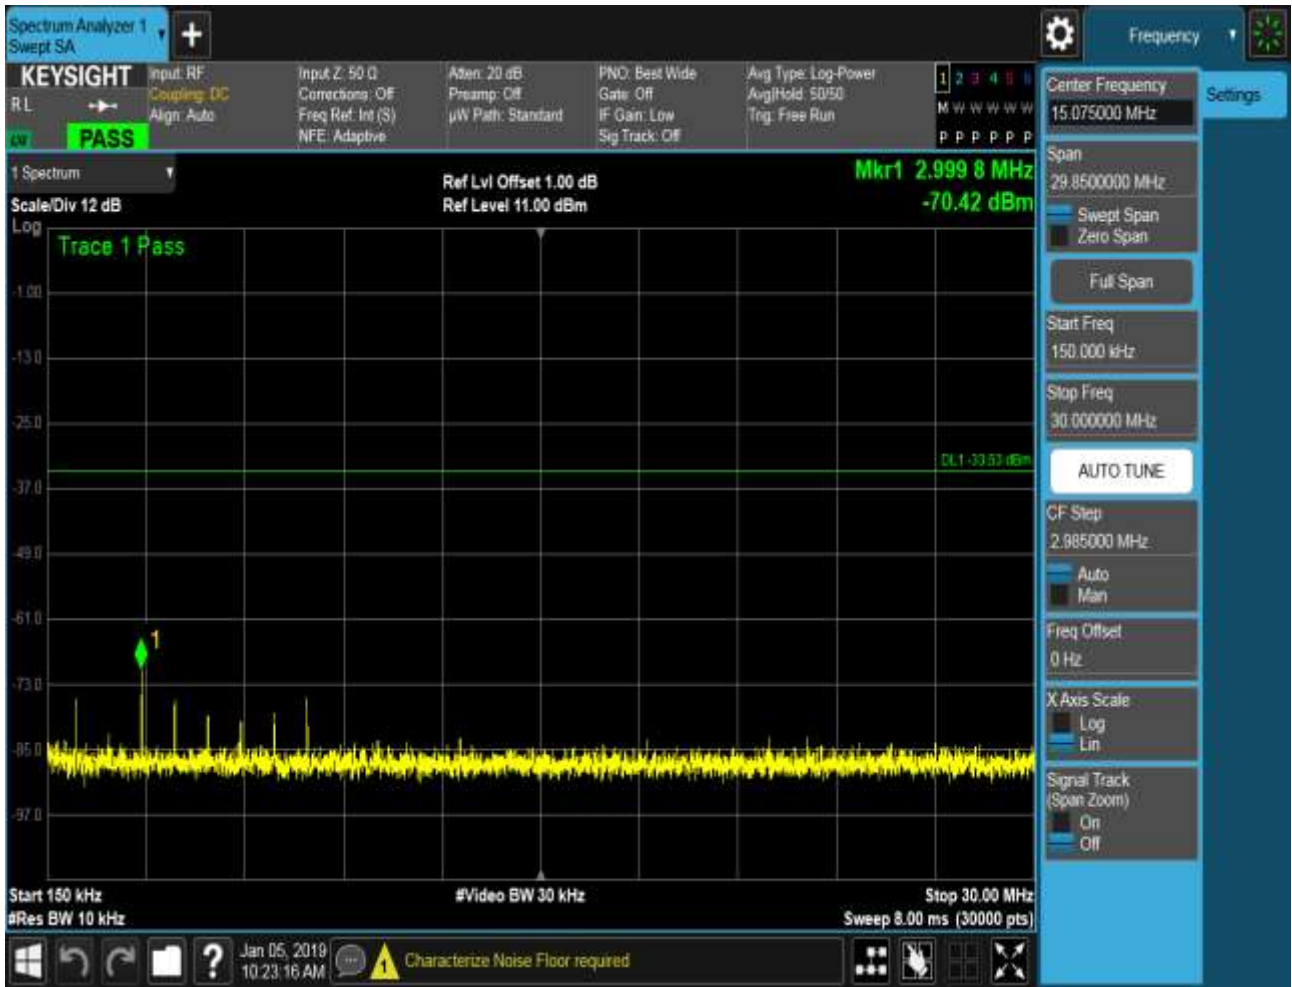 Spectrum Analyzer 1
Swept SA
Frequency
KEYSIGHT
RL
PASS
Input: RF
Coupling: DC
Align: Auto
Input Z: 50 Ω
Corrections: Off
Freq Ref: Int (S)
NFE: Adaptive
Atten: 20 dB
Preamp: Off
µW Path: Standard
PNO: Best Wide
Gate: Off
IF Gain: Low
Sig Track: Off
Avg Type: Log-Power
Avg|Hold: 50/50
Trig: Free Run
1 2 3 4 5 6
M W W W W W
P P P P P P
1 Spectrum
Scale/Div 12 dB
Ref Lvl Offset 1.00 dB
Ref Level 11.00 dBm
Mkr1 2.999 8 MHz
-70.42 dBm
Log
Trace 1 Pass
-1.00
-13.0
-25.0
DL1 -33.53 dBm
-37.0
-49.0
-61.0
1
-73.0
-85.0
-97.0
Start 150 kHz
#Video BW 30 kHz
Stop 30.00 MHz
#Res BW 10 kHz
Sweep 8.00 ms (30000 pts)
Jan 05, 2019
10:23:16 AM
Characterize Noise Floor required
Center Frequency
15.075000 MHz
Settings
Span
29.8500000 MHz
Swept Span
Zero Span
Full Span
Start Freq
150.000 kHz
Stop Freq
30.000000 MHz
AUTO TUNE
CF Step
2.985000 MHz
Auto
Man
Freq Offset
0 Hz
X Axis Scale
Log
Lin
Signal Track
(Span Zoom)
On
Off